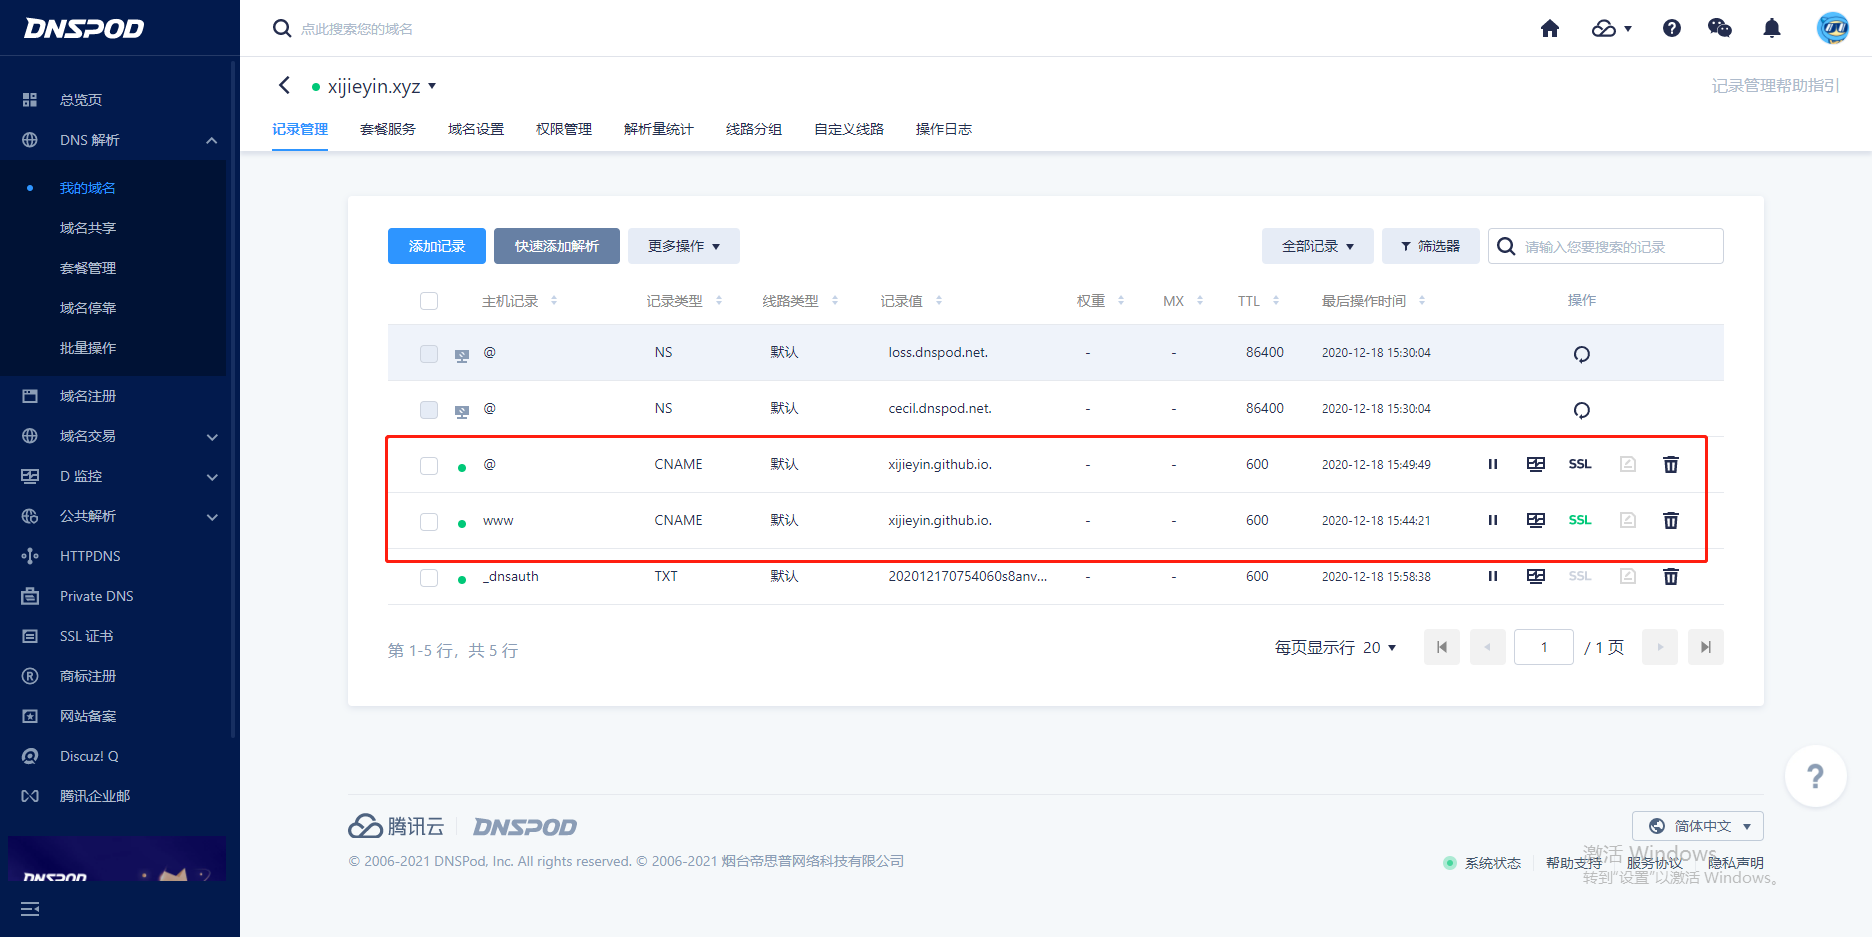 DNSPOD
点此搜索您的域名
总览页
DNS 解析
我的域名
域名共享
套餐管理
域名停靠
批量操作
域名注册
域名交易
D 监控
公共解析
HTTPDNS
Private DNS
SSL 证书
商标注册
网站备案
Discuz! Q
腾讯企业邮
DNSPOD
xijieyin.xyz
记录管理帮助指引
记录管理 套餐服务 域名设置 权限管理 解析量统计 线路分组 自定义线路 操作日志
添加记录 快速添加解析 更多操作 全部记录 筛选器 请输入您要搜索的记录
主机记录 记录类型 线路类型 记录值 权重 MX TTL 最后操作时间 操作
@ NS 默认 loss.dnspod.net. - - 86400 2020-12-18 15:30:04
@ NS 默认 cecil.dnspod.net. - - 86400 2020-12-18 15:30:04
@ CNAME 默认 xijieyin.github.io. - - 600 2020-12-18 15:49:49 SSL
www CNAME 默认 xijieyin.github.io. - - 600 2020-12-18 15:44:21 SSL
_dnsauth TXT 默认 202012170754060s8anv... - - 600 2020-12-18 15:58:38 SSL
第 1-5 行，共 5 行 每页显示行 20 1 / 1 页
腾讯云 DNSPOD
简体中文
© 2006-2021 DNSPod, Inc. All rights reserved. © 2006-2021 烟台帝思普网络科技有限公司
系统状态 帮助支持 服务协议 隐私声明
激活 Windows
转到"设置"以激活 Windows。